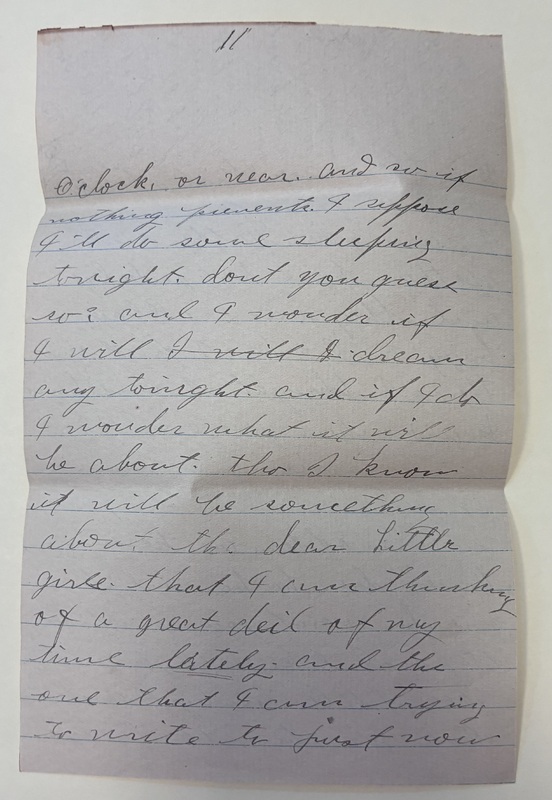 11
O'clock, or near. and so if
nothing prevents. I suppose
I'll do some sleeping
tonight. dont you guess
so? and I wonder if
I will I will I dream
any tonight. and if I do
I wonder what it will
be about. tho I know
it will be something
about the dear little
girle that I am thinking
of a great deil of my
time lately. and the
one that I am trying
to write to just now